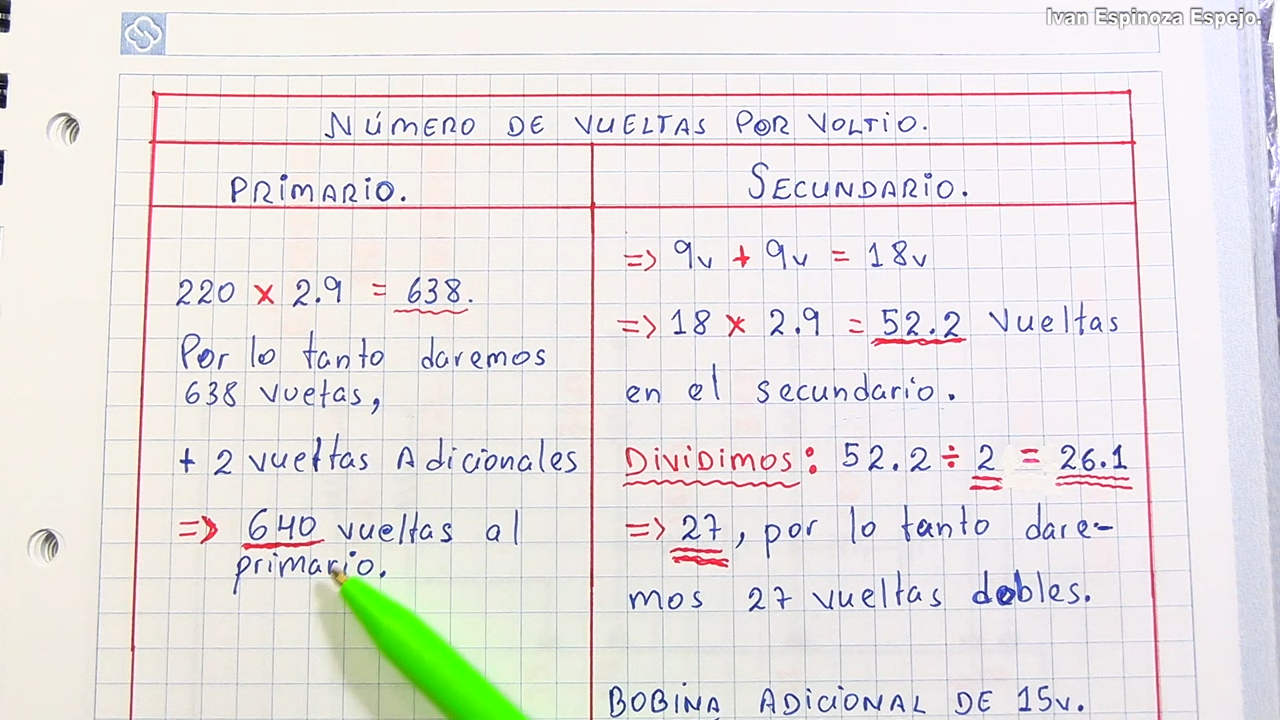 Ivan Espinoza Espejo.
NÚMERO DE VUELTAS POR VOLTIO.
PRIMARIO.
220 × 2.9 = 638.
Por lo tanto daremos
638 vuetas,
+ 2 vueltas Adicionales
=> 640 vueltas al
primario.
SECUNDARIO.
=> 9v + 9v = 18v
=> 18 × 2.9 = 52.2 Vueltas
en el secundario.
DIVIDIMOS: 52.2 ÷ 2 = 26.1
=> 27, por lo tanto dare-
mos 27 vueltas dobles.
BOBINA ADICIONAL DE 15v.